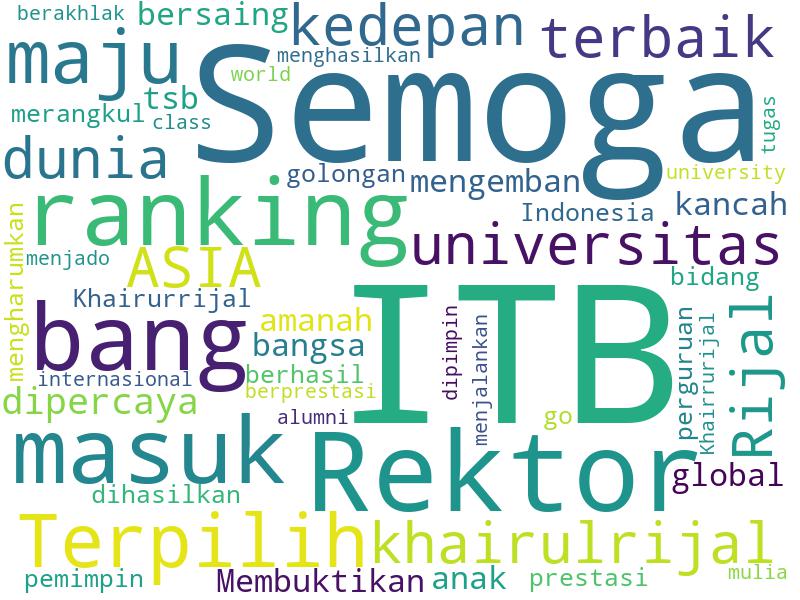 berakhlak bersaing kedepan terbaik
maju Semoga menghasilkan
world
merangkul tsb class tugas
dunia golongan mengemban university
ranking Indonesia kancah
mengharumkan menjado ASIA universitas
bidang
Khairurrijal ITB
bang amanah dipimpin menjalankan perguruan Khairrurijal Rijal
bangsa
internasional berhasil
dipercaya berprestasi
alumni go
masuk Rektor
global
dihasilkan
Terpilih khairulrijal
pemimpin Membuktikan anak prestasi mulia